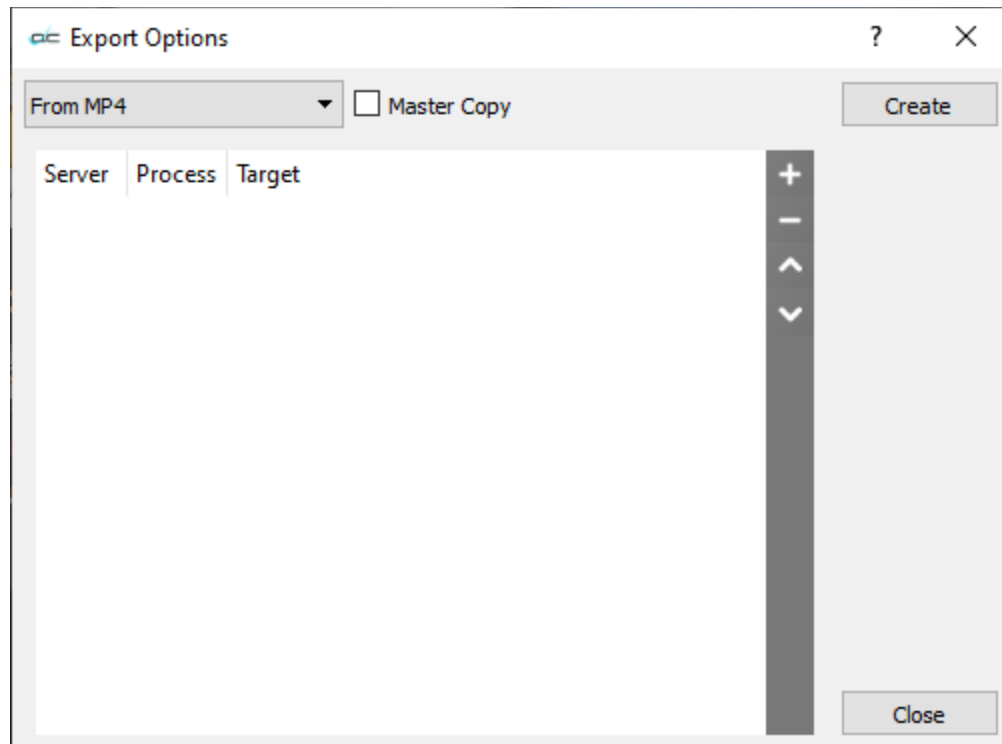 Export Options
From MP4
Master Copy
Create
Server Process Target
Close